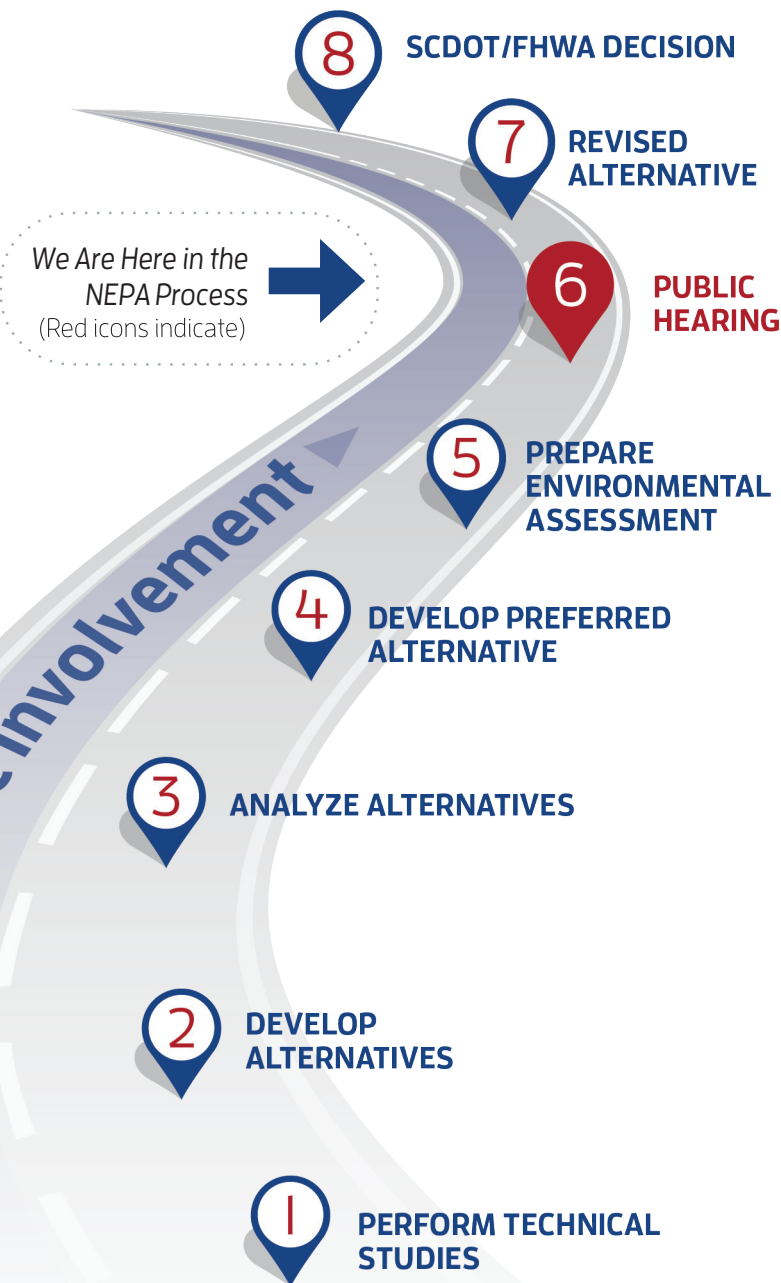 8
SCDOT/FHWA DECISION
7
REVISED
ALTERNATIVE
We Are Here in the
NEPA Process
(Red icons indicate)
6
PUBLIC
HEARING
5
PREPARE
ENVIRONMENTAL
ASSESSMENT
Involvement
4
DEVELOP PREFERRED
ALTERNATIVE
3
ANALYZE ALTERNATIVES
2
DEVELOP
ALTERNATIVES
1
PERFORM TECHNICAL
STUDIES